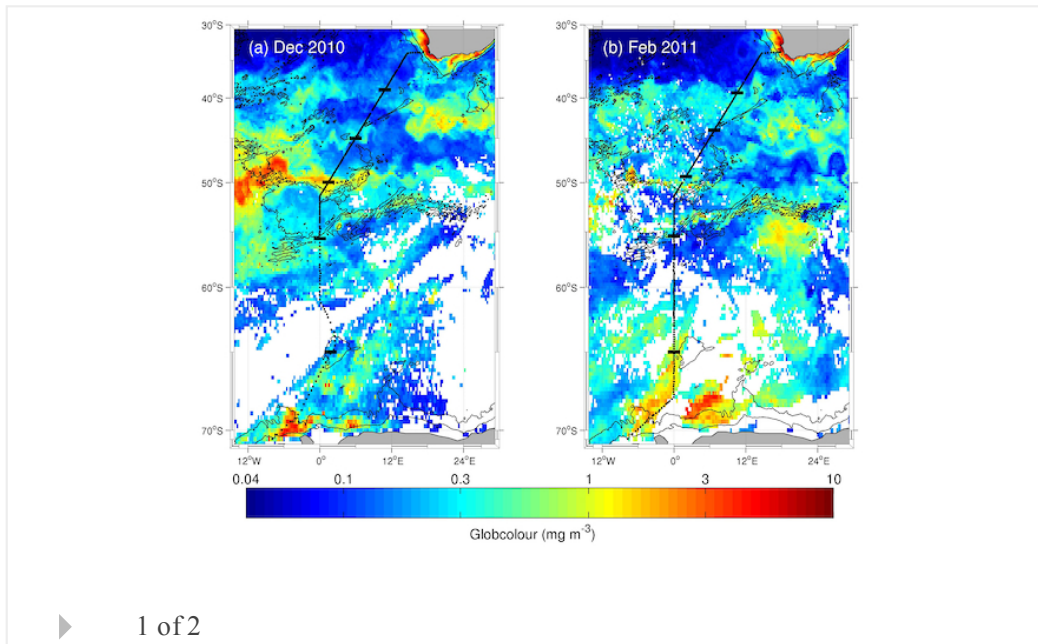 (a) Dec 2010
(b) Feb 2011
30°S
30°S
40°S
40°S
50°S
50°S
60°S
60°S
70°S
70°S
12°W 0° 12°E 24°E
12°W 0° 12°E 24°E
0.04 0.1 0.3 1 3 10
Globcolour (mg m⁻³)
1 of 2